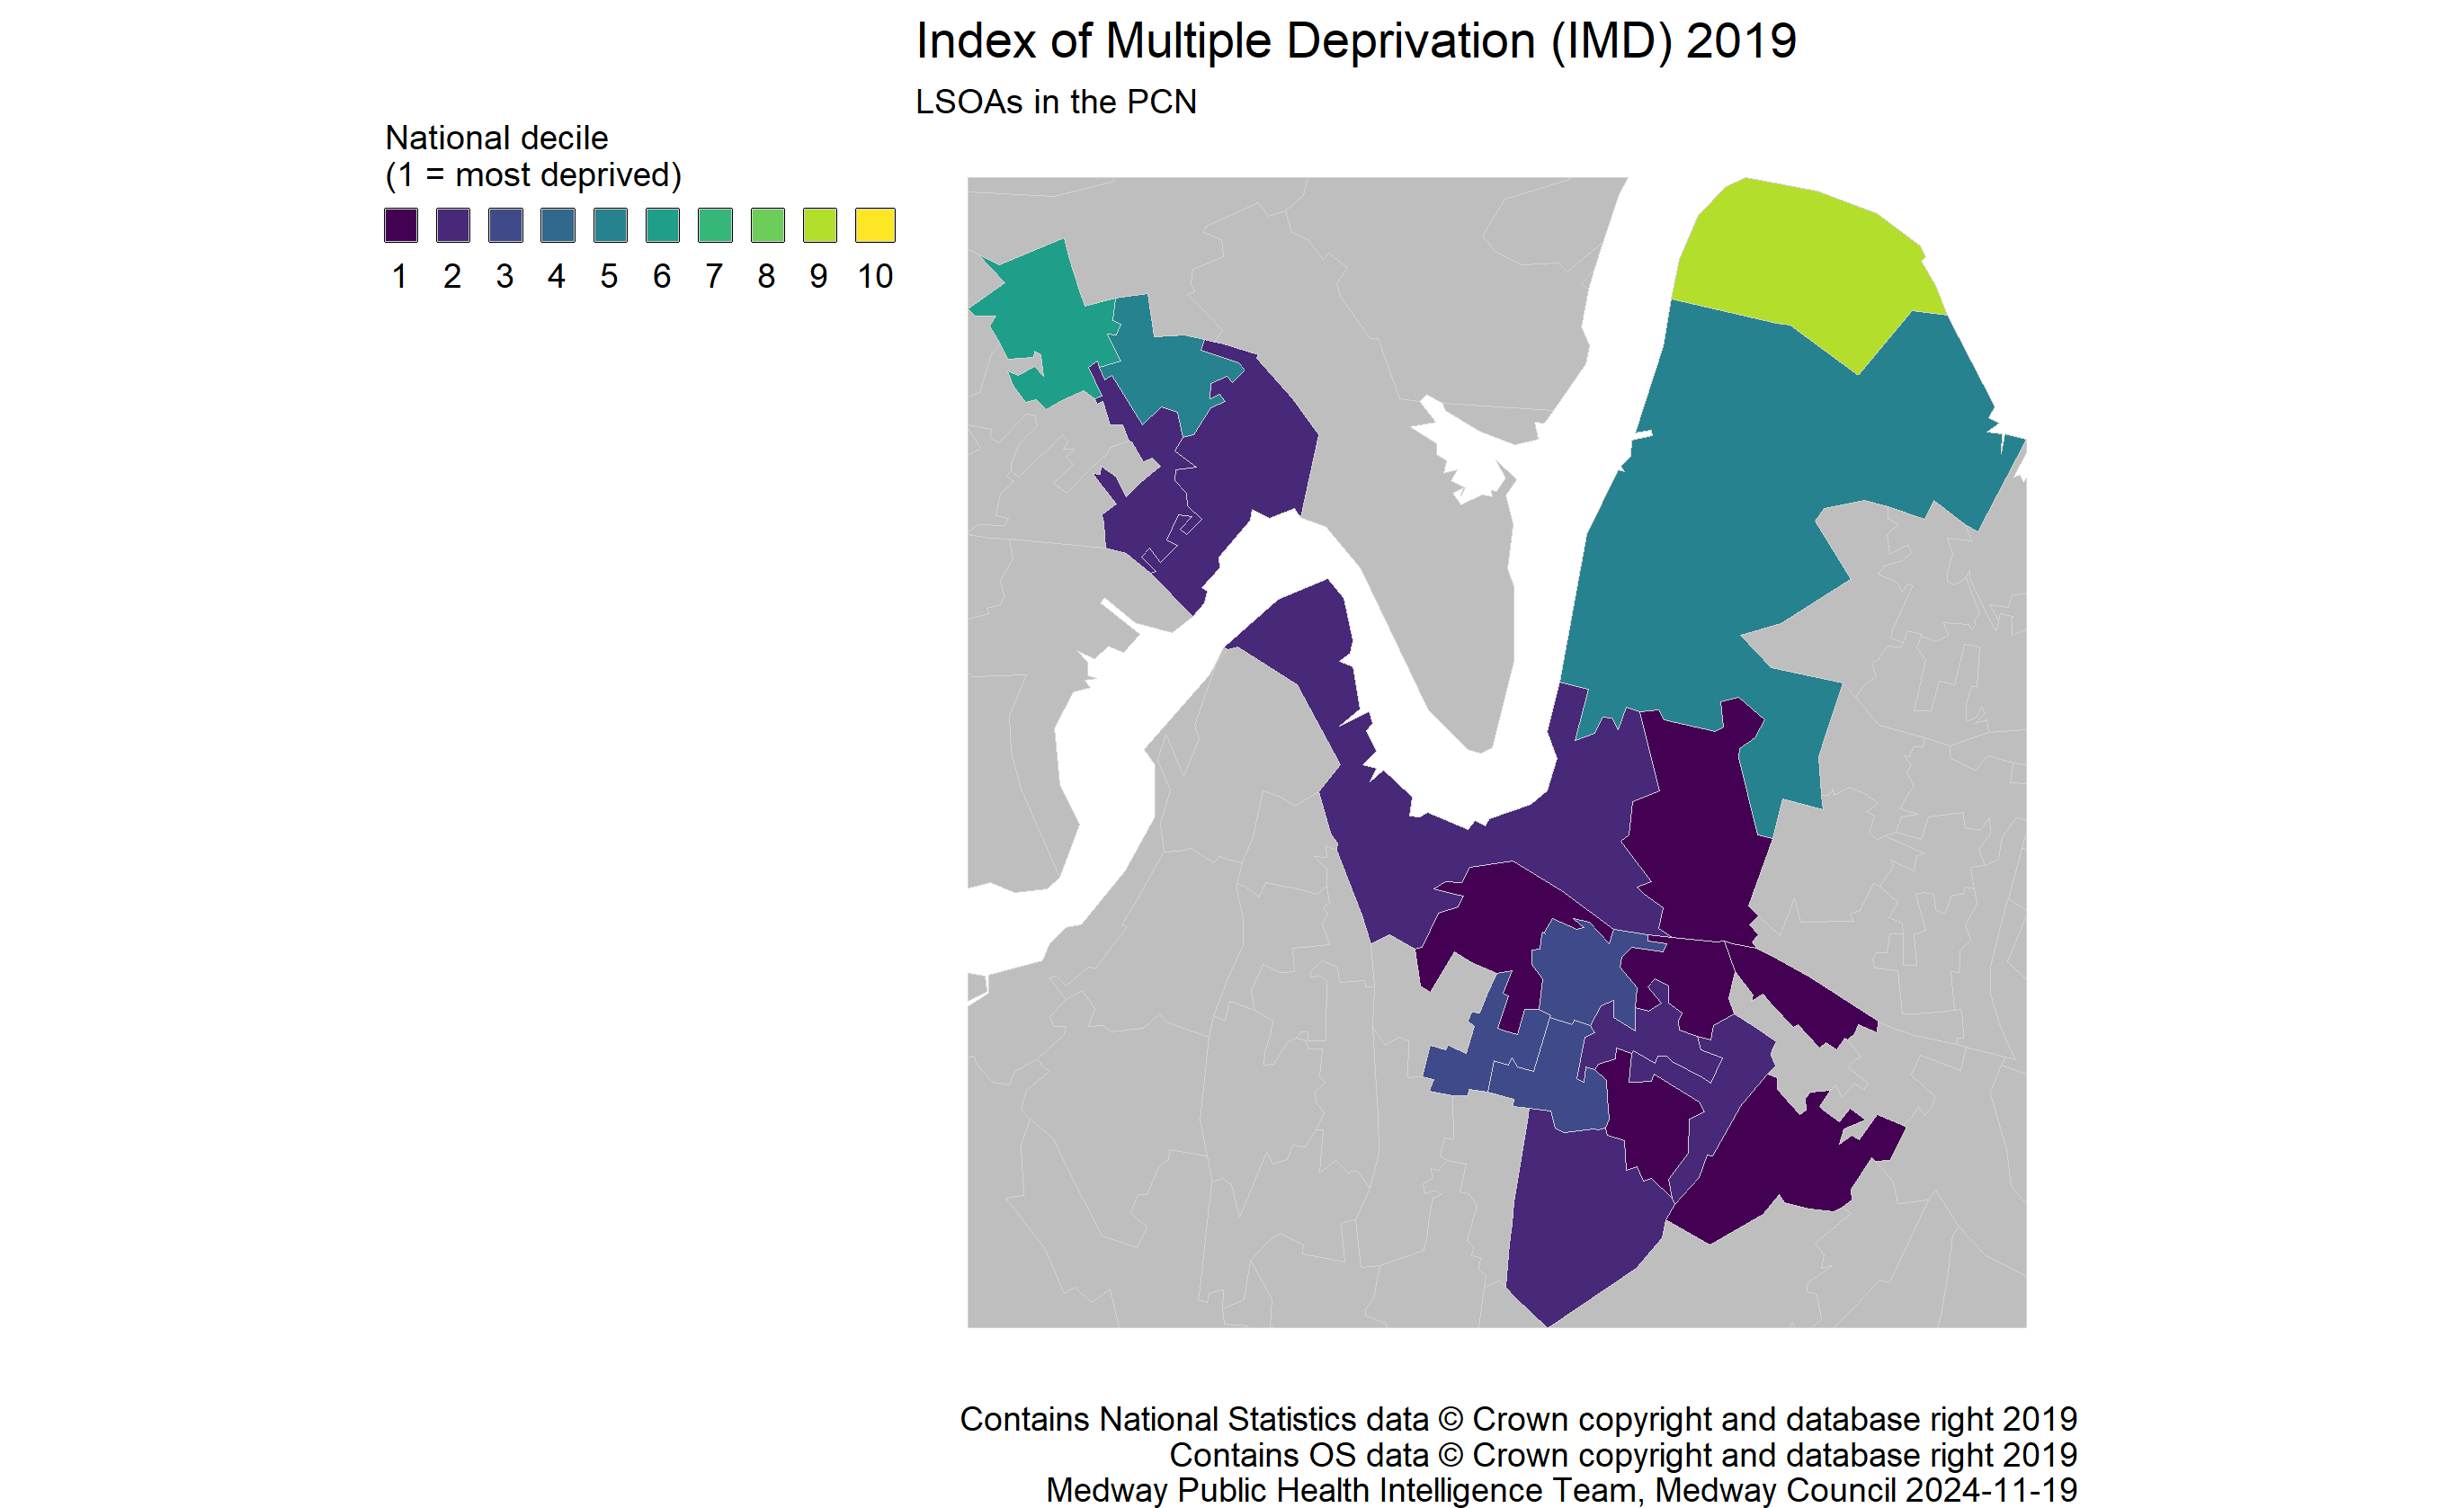 Index of Multiple Deprivation (IMD) 2019
LSOAs in the PCN
National decile
(1 = most deprived)
1 2 3 4 5 6 7 8 9 10
Contains National Statistics data © Crown copyright and database right 2019
Contains OS data © Crown copyright and database right 2019
Medway Public Health Intelligence Team, Medway Council 2024-11-19